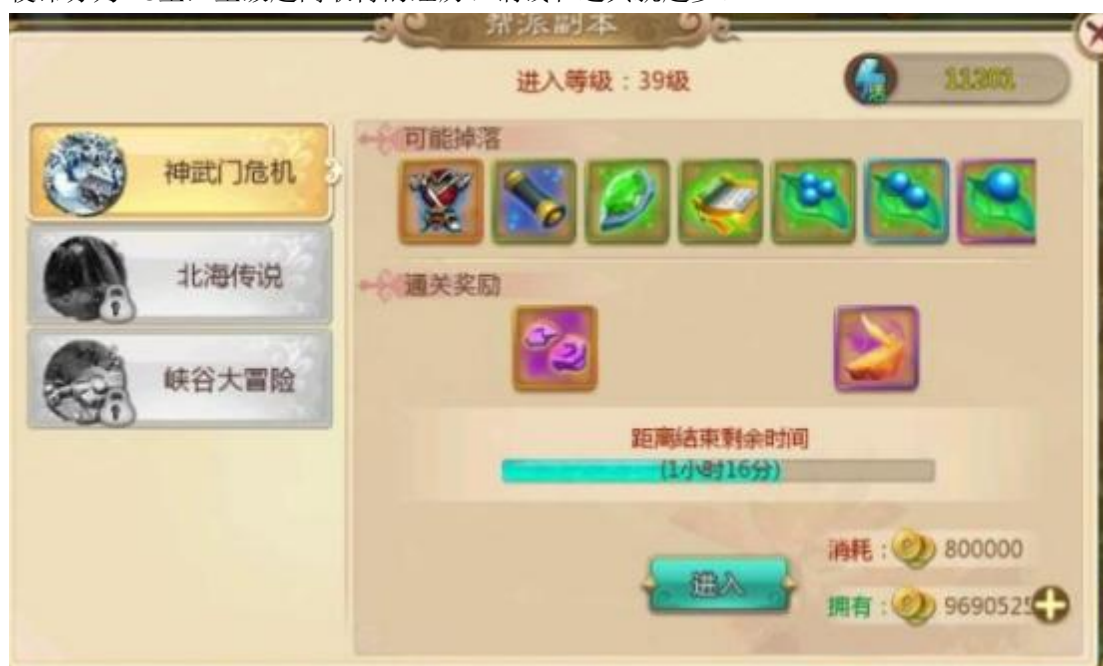 帮派副本
进入等级：39级
11201
神武门危机
可能掉落
北海传说
通关奖励
峡谷大冒险
距离结束剩余时间
(1小时16分)
进入
消耗：800000
拥有：9690525